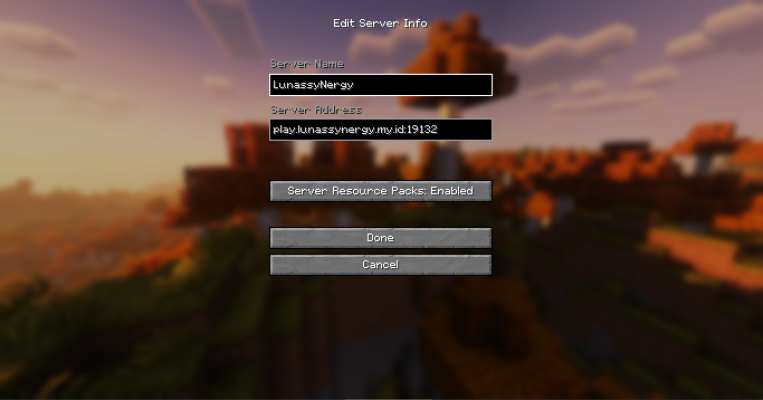 Edit Server Info
Server Name
LunassyNergy
Server Address
play.lunassynergy.my.id:19132
Server Resource Packs: Enabled
Done
Cancel